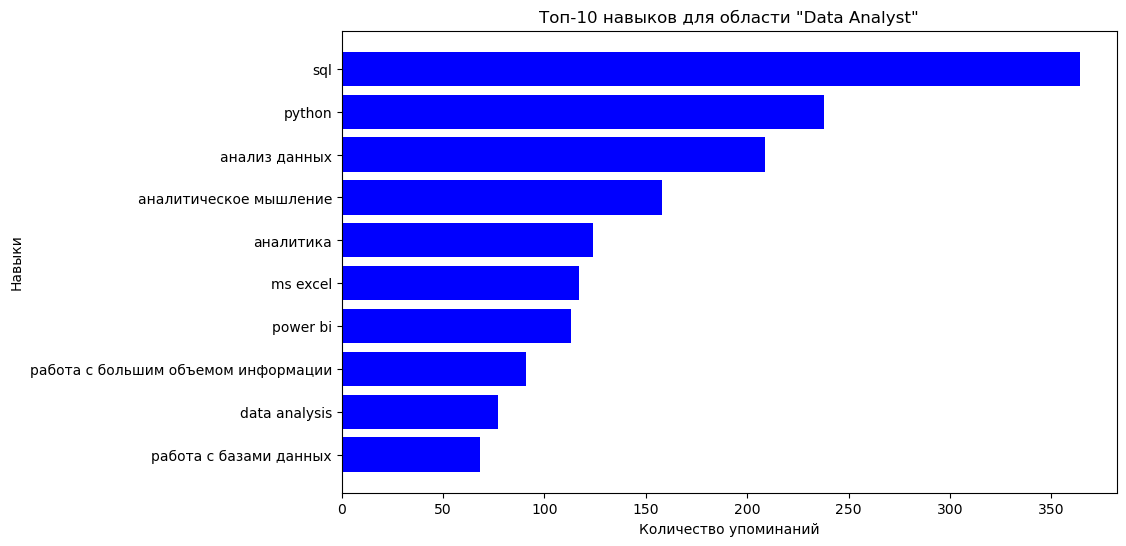 Топ-10 навыков для области "Data Analyst"
Навыки
sql
python
анализ данных
аналитическое мышление
аналитика
ms excel
power bi
работа с большим объемом информации
data analysis
работа с базами данных
0 50 100 150 200 250 300 350
Количество упоминаний